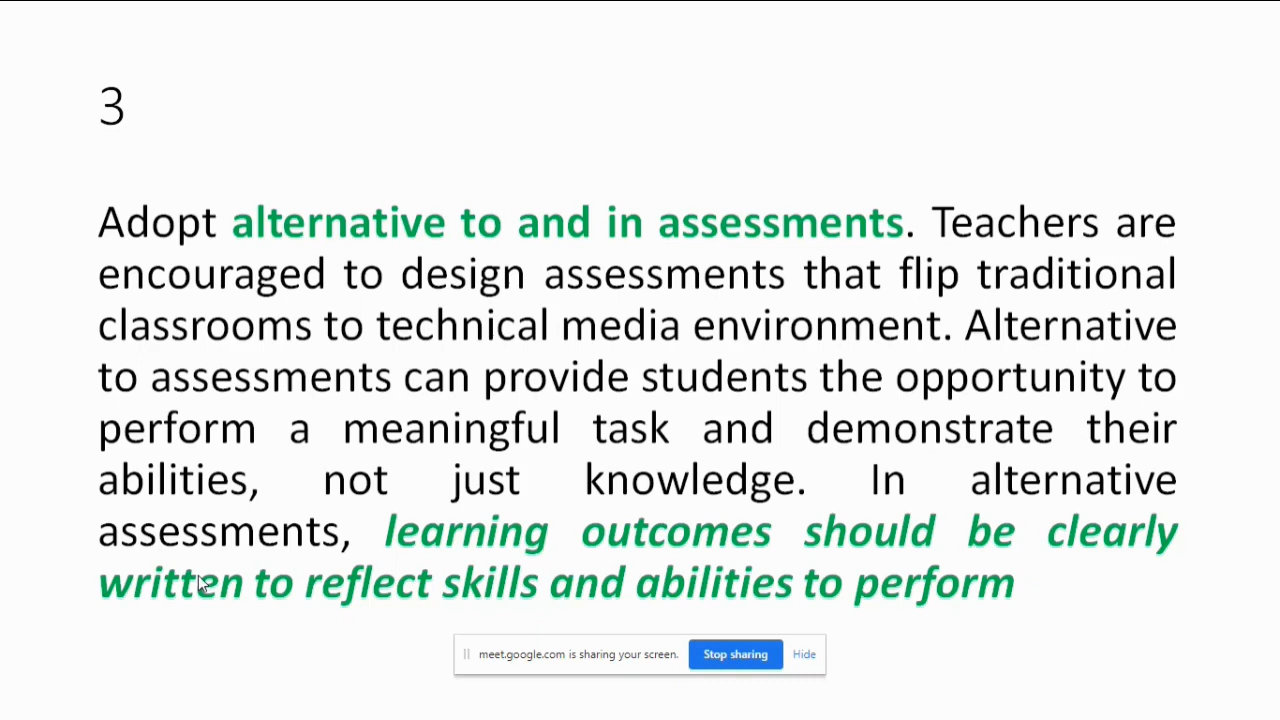 3
Adopt alternative to and in assessments. Teachers are
encouraged to design assessments that flip traditional
classrooms to technical media environment. Alternative
to assessments can provide students the opportunity to
perform a meaningful task and demonstrate their
abilities, not just knowledge. In alternative
assessments, learning outcomes should be clearly
written to reflect skills and abilities to perform
meet.google.com is sharing your screen. Stop sharing Hide